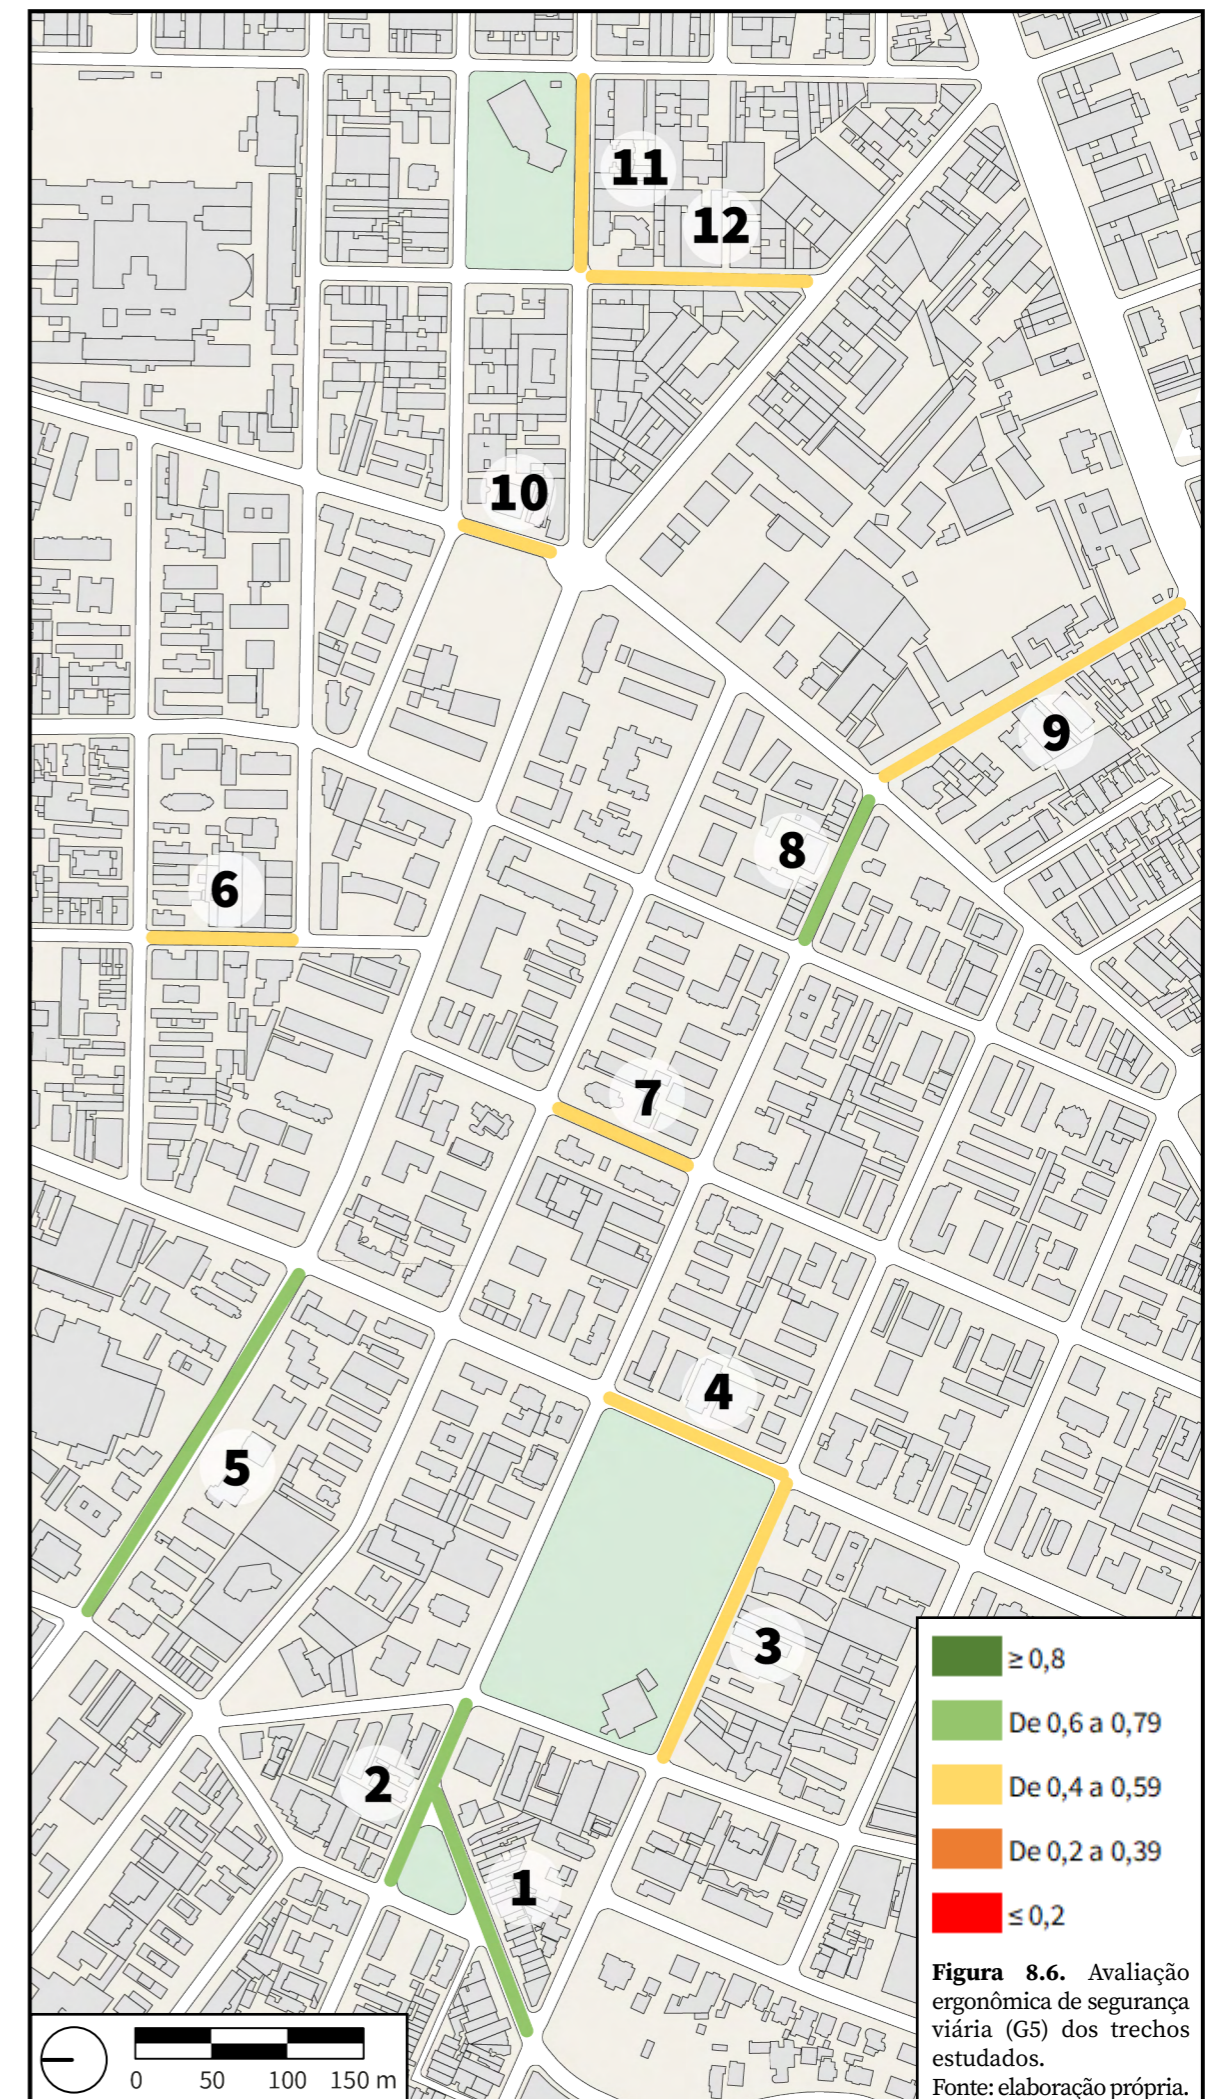 11
12
10
9
8
6
7
4
5
3
2
1
≥ 0,8
De 0,6 a 0,79
De 0,4 a 0,59
De 0,2 a 0,39
≤ 0,2
Figura 8.6. Avaliação
ergonômica de segurança
viária (G5) dos trechos
estudados.
Fonte: elaboração própria.
0 50 100 150 m